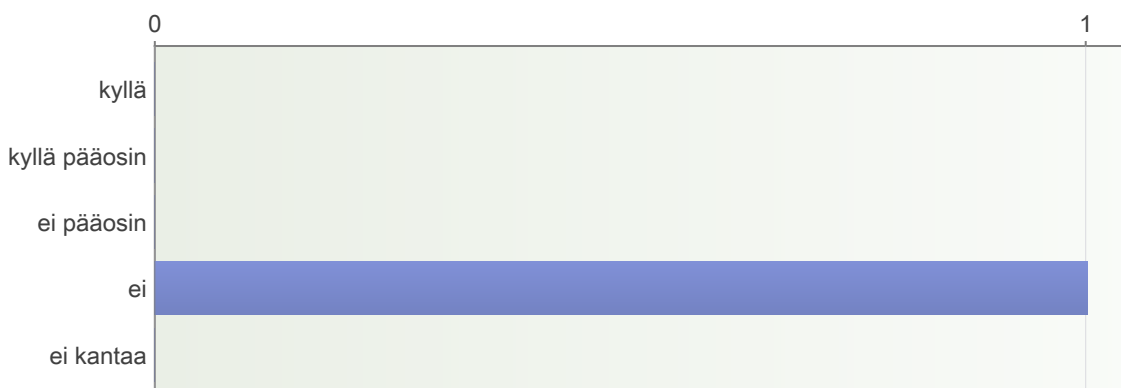 0 1
kyllä
kyllä pääosin
ei pääosin
ei
ei kantaa